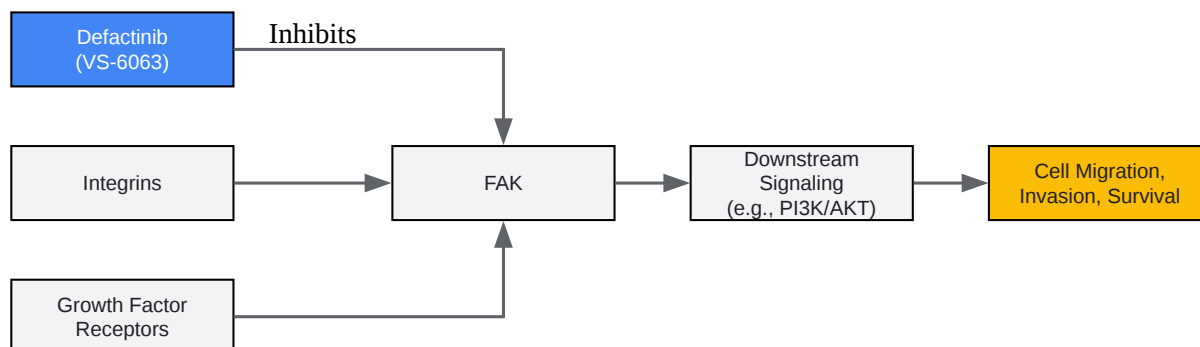 Defactinib
(VS-6063)
Inhibits
Integrins
FAK
Downstream
Signaling
(e.g., PI3K/AKT)
Cell Migration,
Invasion, Survival
Growth Factor
Receptors